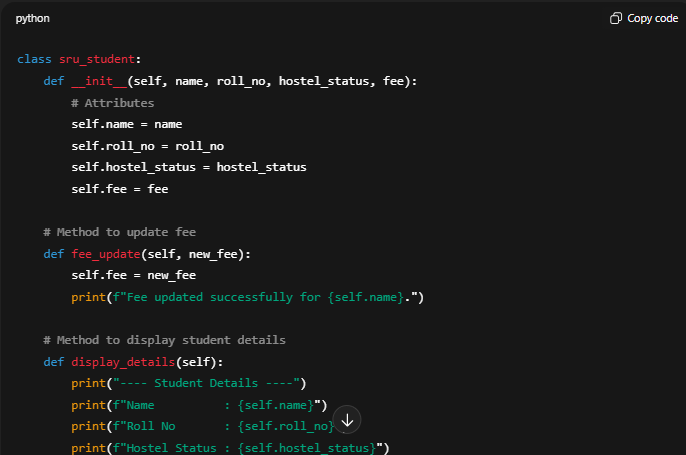 python
Copy code
class sru_student:
    def __init__(self, name, roll_no, hostel_status, fee):
        # Attributes
        self.name = name
        self.roll_no = roll_no
        self.hostel_status = hostel_status
        self.fee = fee
    # Method to update fee
    def fee_update(self, new_fee):
        self.fee = new_fee
        print(f"Fee updated successfully for {self.name}.")
    # Method to display student details
    def display_details(self):
        print("---- Student Details ----")
        print(f"Name          : {self.name}")
        print(f"Roll No       : {self.roll_no}
        print(f"Hostel Status : {self.hostel_status}")